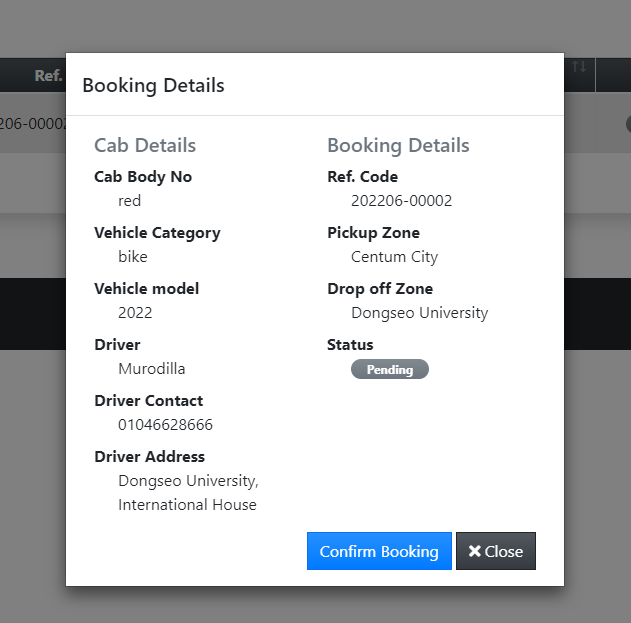 Ref.
206-00002
Booking Details
Cab Details
Cab Body No
red
Vehicle Category
bike
Vehicle model
2022
Driver
Murodilla
Driver Contact
01046628666
Driver Address
Dongseo University,
International House
Booking Details
Ref. Code
202206-00002
Pickup Zone
Centum City
Drop off Zone
Dongseo University
Status
Pending
Confirm Booking
Close